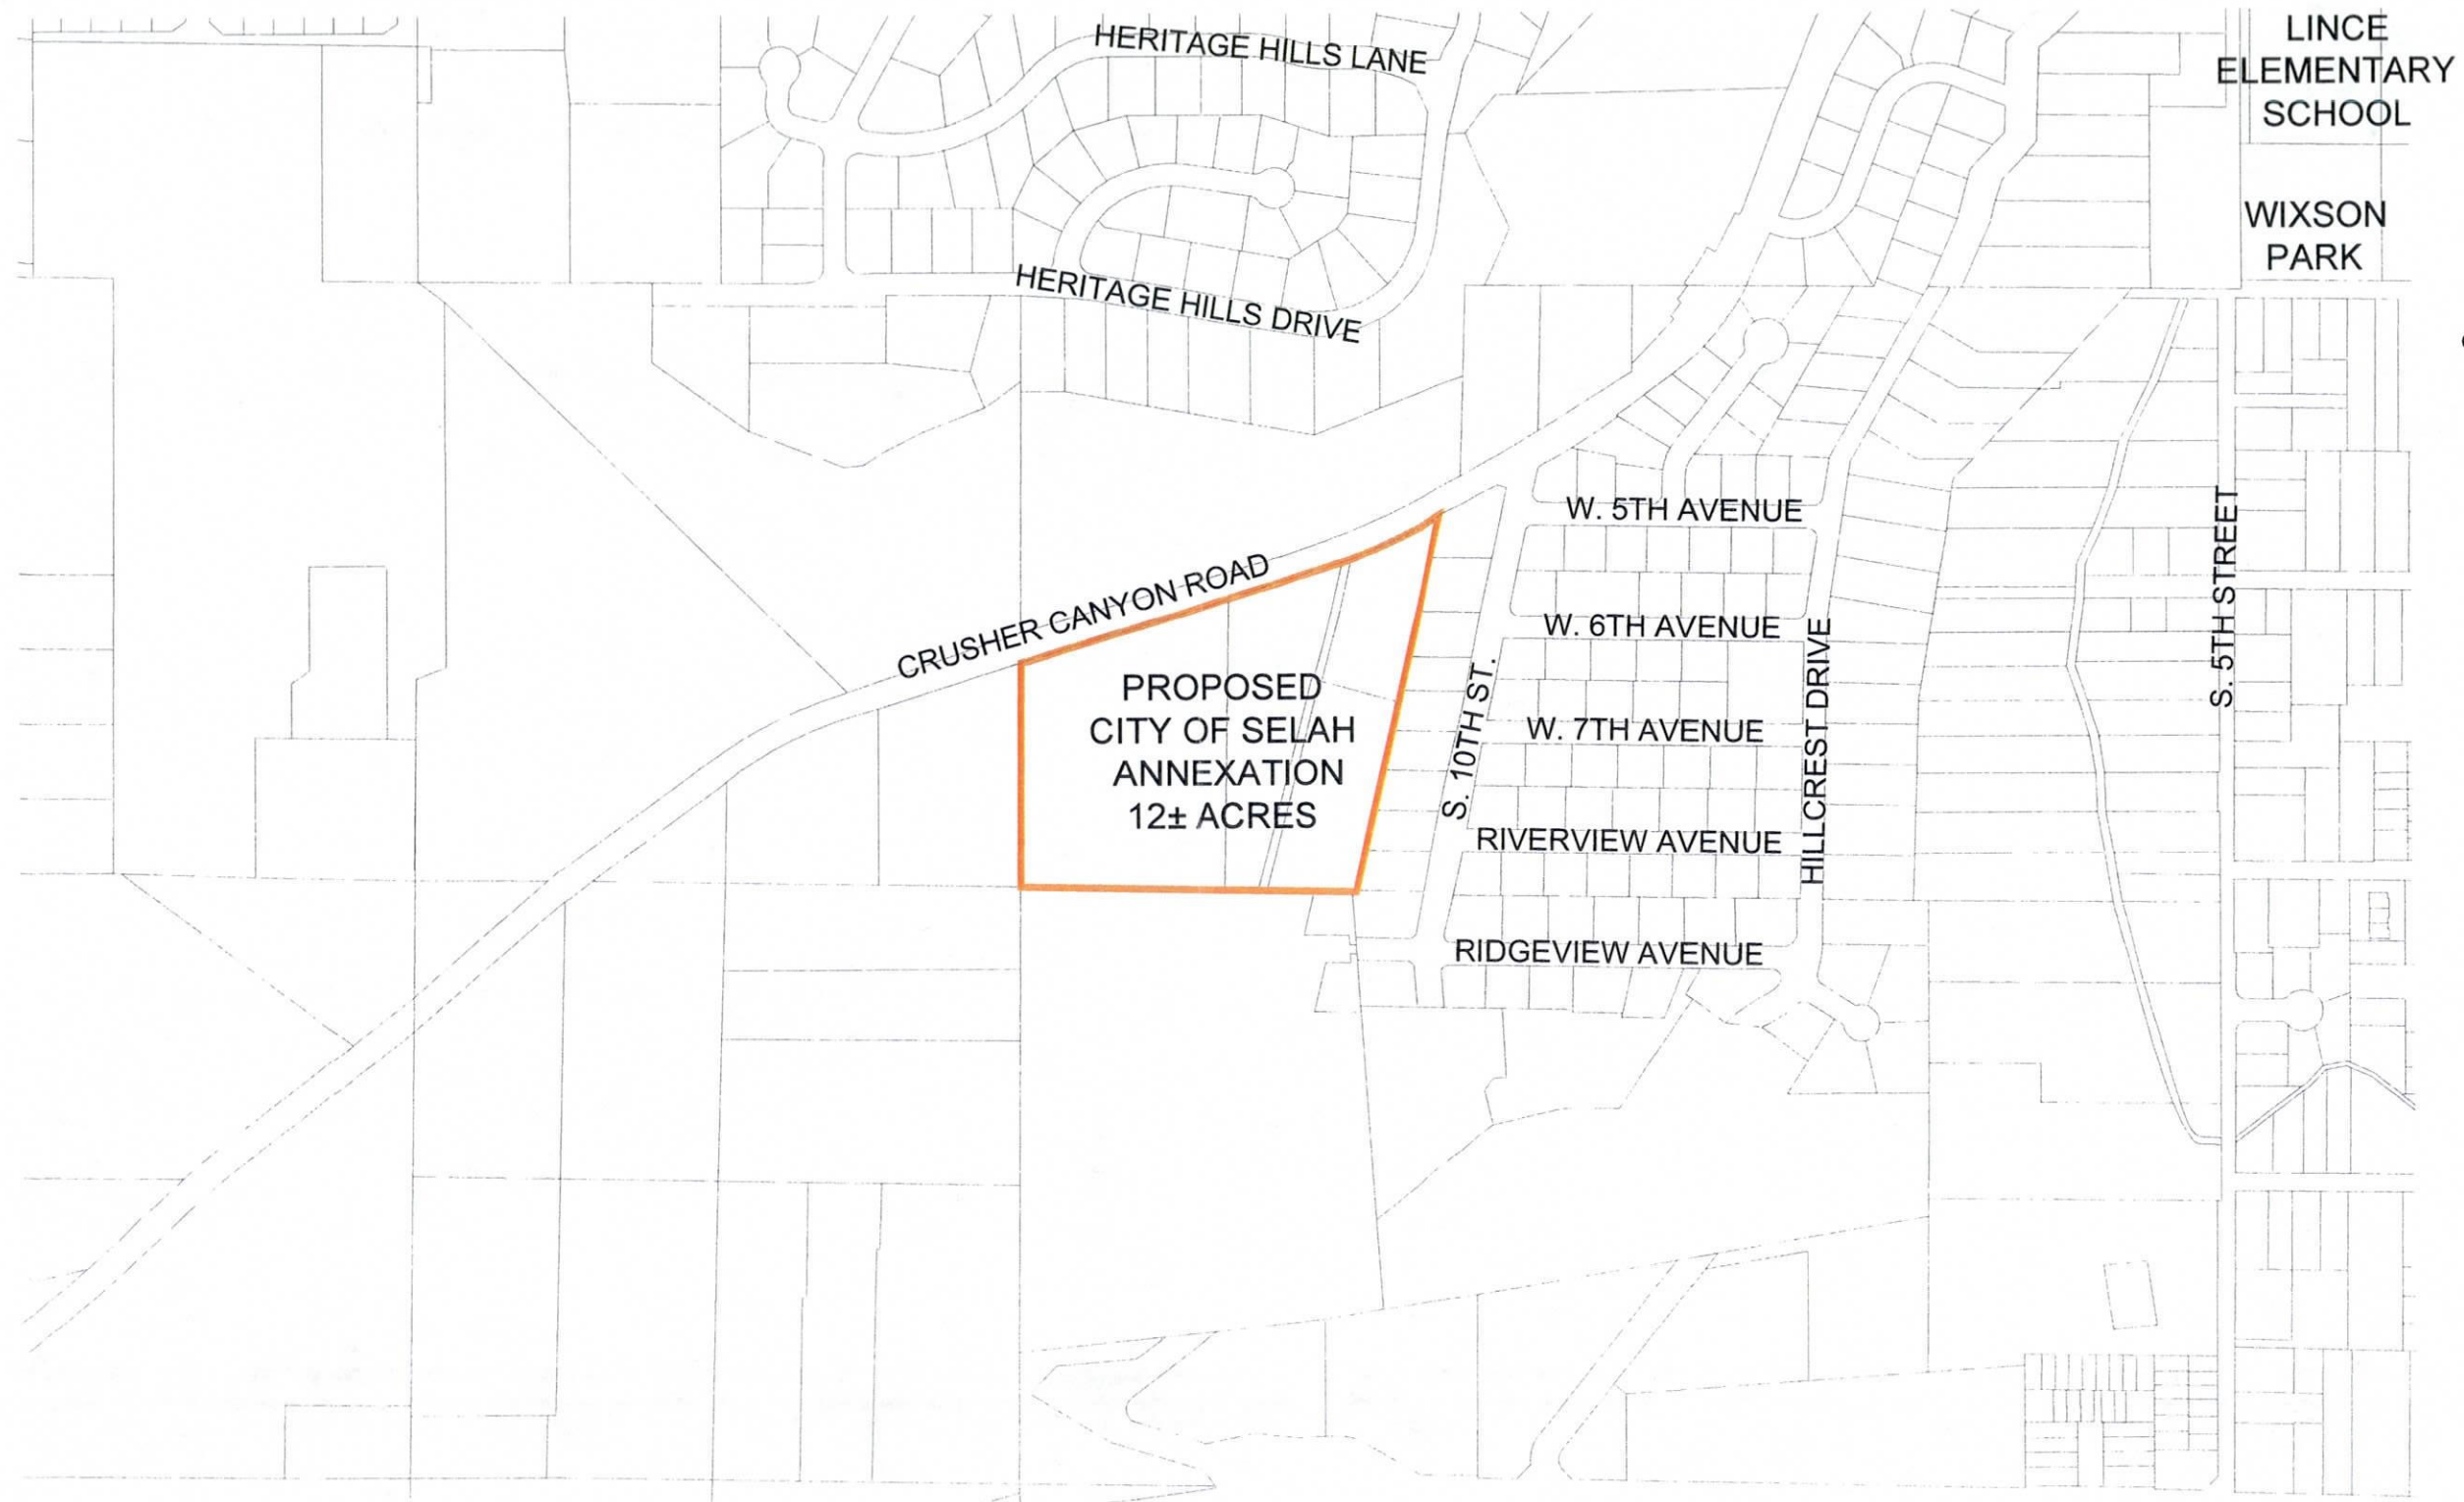 HERITAGE HILLS LANE
LINCE
ELEMENTARY
SCHOOL
WIXSON
PARK
HERITAGE HILLS DRIVE
W. 5TH AVENUE
S. 5TH STREET
CRUSHER CANYON ROAD
W. 6TH AVENUE
PROPOSED
CITY OF SELAH
ANNEXATION
12± ACRES
S. 10TH ST.
W. 7TH AVENUE
HILLCREST DRIVE
RIVERVIEW AVENUE
RIDGEVIEW AVENUE